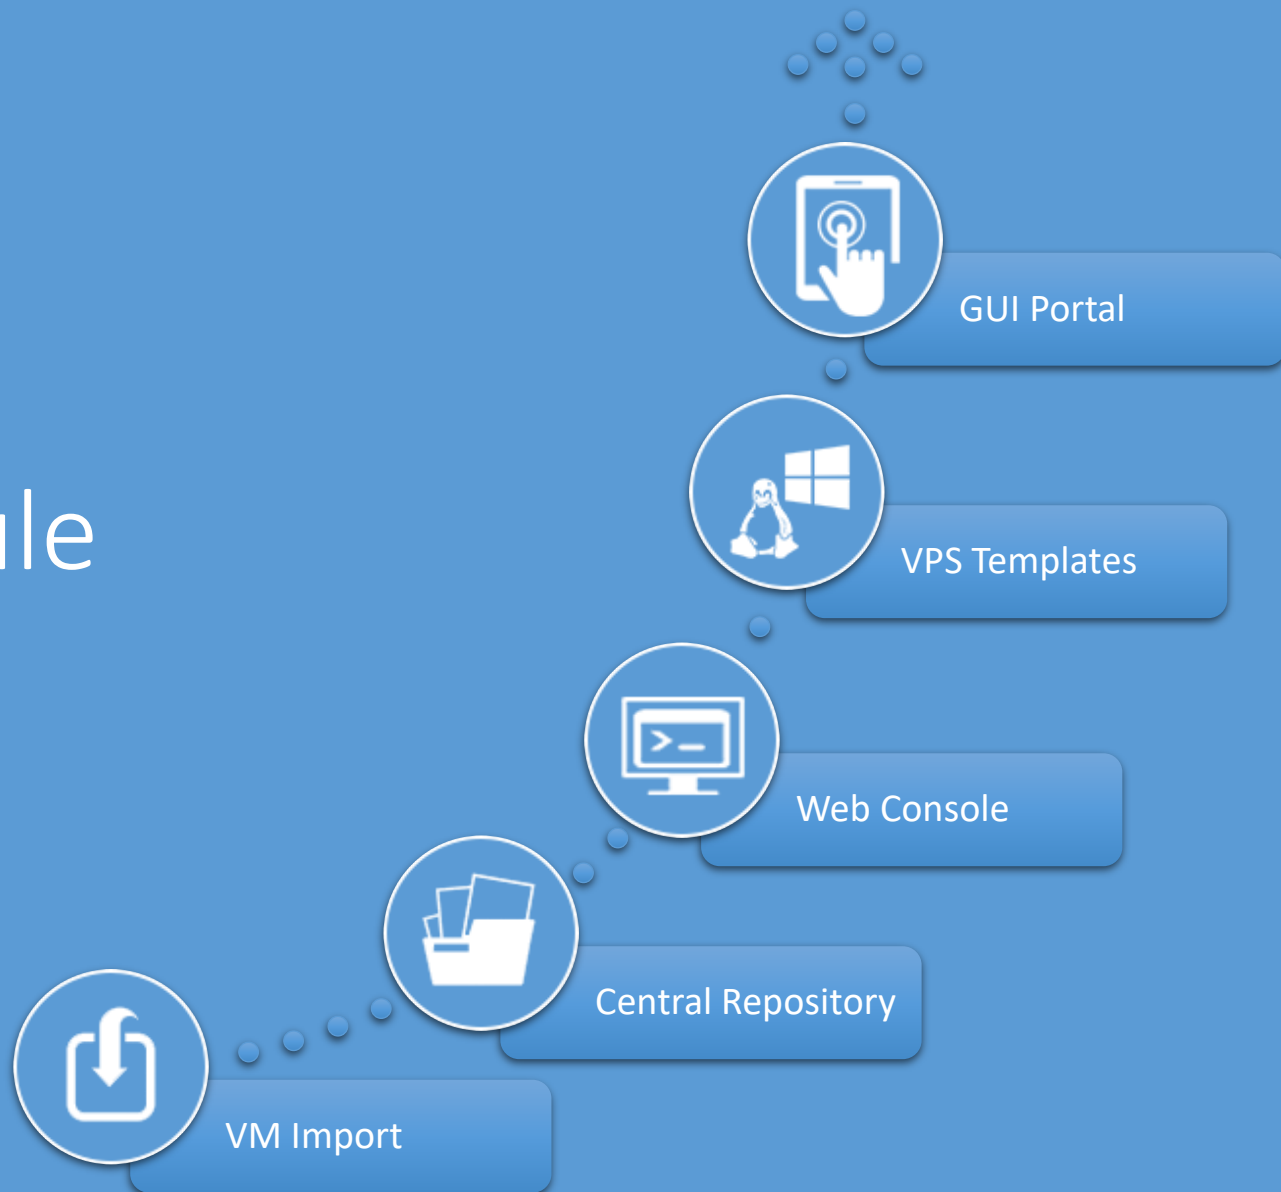 GUI Portal
VPS Templates
Web Console
Central Repository
VM Import